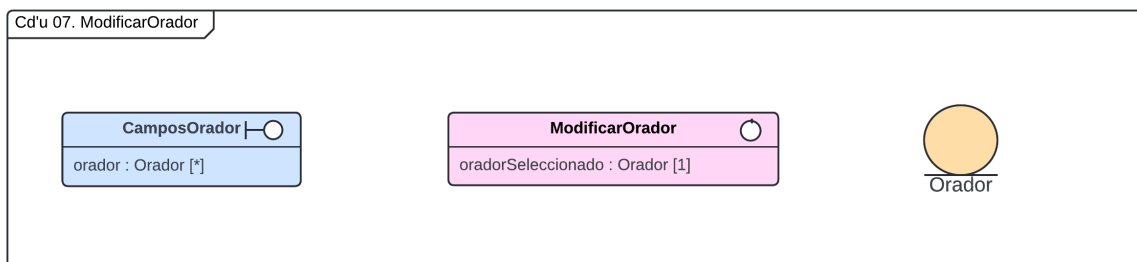 Cd'u 07. ModificarOrador
CamposOrador
orador : Orador [*]
ModificarOrador
oradorSeleccionado : Orador [1]
Orador